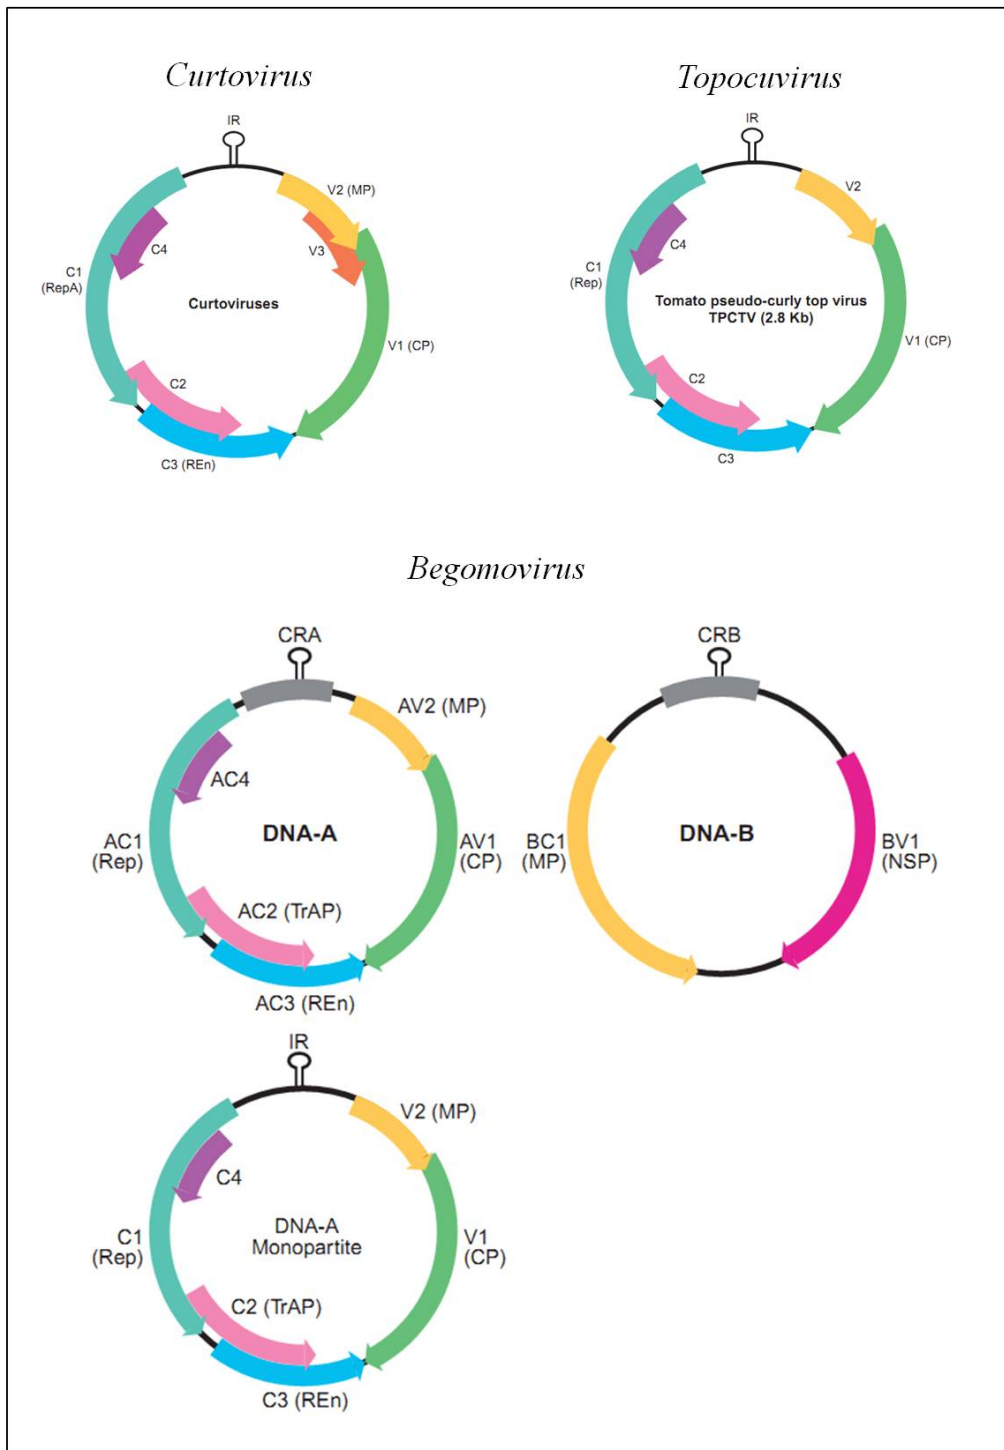 Curtovirus
IR
V2 (MP)
V3
C4
C1
(RepA)
Curtoviruses
V1 (CP)
C2
C3 (REn)
Topocuvirus
IR
V2
C4
C1
(Rep)
Tomato pseudo-curly top virus
TPCTV (2.8 Kb)
V1 (CP)
C2
C3
Begomovirus
CRA
AV2 (MP)
AC4
AC1
(Rep)
DNA-A
AV1
(CP)
AC2 (TrAP)
AC3 (REn)
CRB
BC1
(MP)
DNA-B
BV1
(NSP)
IR
V2 (MP)
C4
C1
(Rep)
DNA-A
Monopartite
V1
(CP)
C2 (TrAP)
C3 (REn)